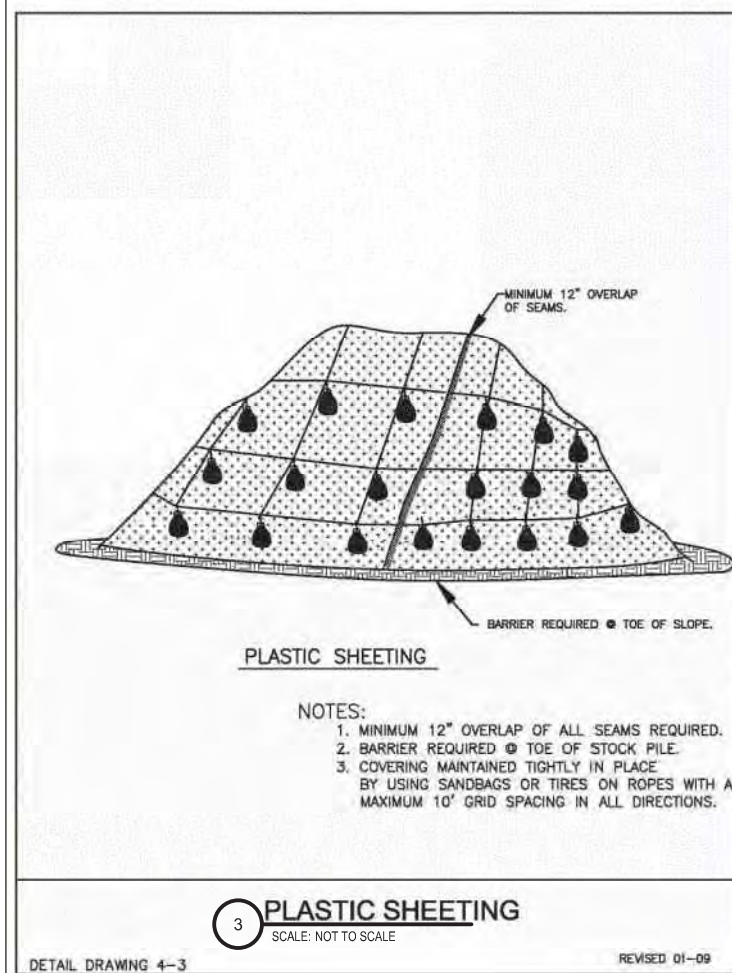 MINIMUM 12" OVERLAP
OF SEAMS.
BARRIER REQUIRED @ TOE OF SLOPE.
PLASTIC SHEETING
NOTES:
1. MINIMUM 12" OVERLAP OF ALL SEAMS REQUIRED.
2. BARRIER REQUIRED @ TOE OF STOCK PILE.
3. COVERING MAINTAINED TIGHTLY IN PLACE
BY USING SANDBAGS OR TIRES ON ROPES WITH A
MAXIMUM 10' GRID SPACING IN ALL DIRECTIONS.
3 PLASTIC SHEETING
SCALE: NOT TO SCALE
DETAIL DRAWING 4-3
REVISED 01-09